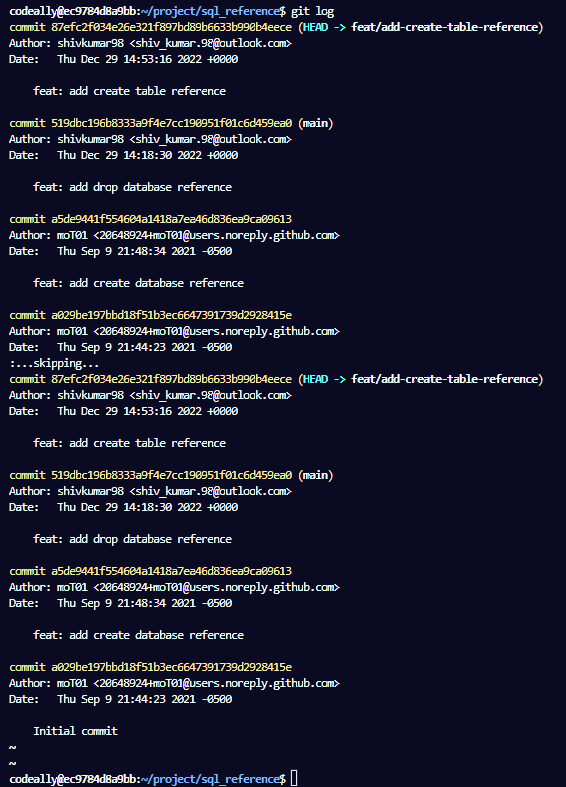 codeally@ec9784d8a9bb:~/project/sql_reference$ git log
commit 87efc2f034e26e321f897bd89b6633b990b4eece (HEAD -> feat/add-create-table-reference)
Author: shivkumar98 <shiv_kumar.98@outlook.com>
Date:   Thu Dec 29 14:53:16 2022 +0000
    feat: add create table reference
commit 519dbc196b8333a9f4e7cc190951f01c6d459ea0 (main)
Author: shivkumar98 <shiv_kumar.98@outlook.com>
Date:   Thu Dec 29 14:18:30 2022 +0000
    feat: add drop database reference
commit a5de9441f554604a1418a7ea46d836ea9ca09613
Author: moT01 <20648924+moT01@users.noreply.github.com>
Date:   Thu Sep 9 21:48:34 2021 -0500
    feat: add create database reference
commit a029be197bbd18f51b3ec6647391739d2928415e
Author: moT01 <20648924+moT01@users.noreply.github.com>
Date:   Thu Sep 9 21:44:23 2021 -0500
:...skipping...
commit 87efc2f034e26e321f897bd89b6633b990b4eece (HEAD -> feat/add-create-table-reference)
Author: shivkumar98 <shiv_kumar.98@outlook.com>
Date:   Thu Dec 29 14:53:16 2022 +0000
    feat: add create table reference
commit 519dbc196b8333a9f4e7cc190951f01c6d459ea0 (main)
Author: shivkumar98 <shiv_kumar.98@outlook.com>
Date:   Thu Dec 29 14:18:30 2022 +0000
    feat: add drop database reference
commit a5de9441f554604a1418a7ea46d836ea9ca09613
Author: moT01 <20648924+moT01@users.noreply.github.com>
Date:   Thu Sep 9 21:48:34 2021 -0500
    feat: add create database reference
commit a029be197bbd18f51b3ec6647391739d2928415e
Author: moT01 <20648924+moT01@users.noreply.github.com>
Date:   Thu Sep 9 21:44:23 2021 -0500
    Initial commit
~
~
codeally@ec9784d8a9bb:~/project/sql_reference$